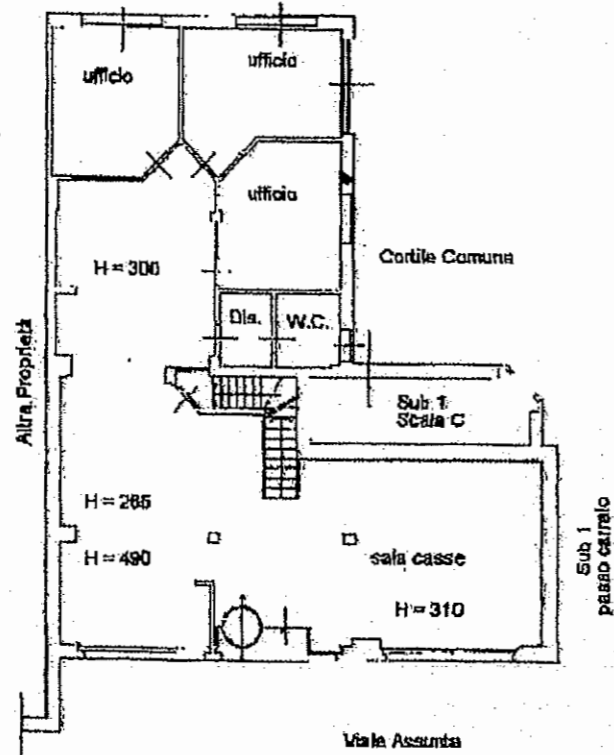 ufficio
ufficio
ufficio
H = 300
Cortile Comune
Dis.
W.C.
Altra Proprietà
Sub 1
Scala C
H = 265
H = 490
sala casse
H = 310
Sub 1
passo carraio
Viale Assunta